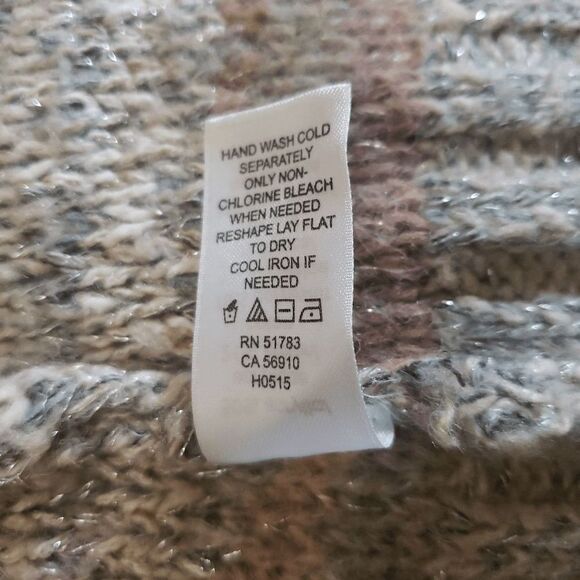 HAND WASH COLD
SEPARATELY
ONLY NON-
CHLORINE BLEACH
WHEN NEEDED
RESHAPE LAY FLAT
TO DRY
COOL IRON IF
NEEDED
RN 51783
CA 56910
H0515